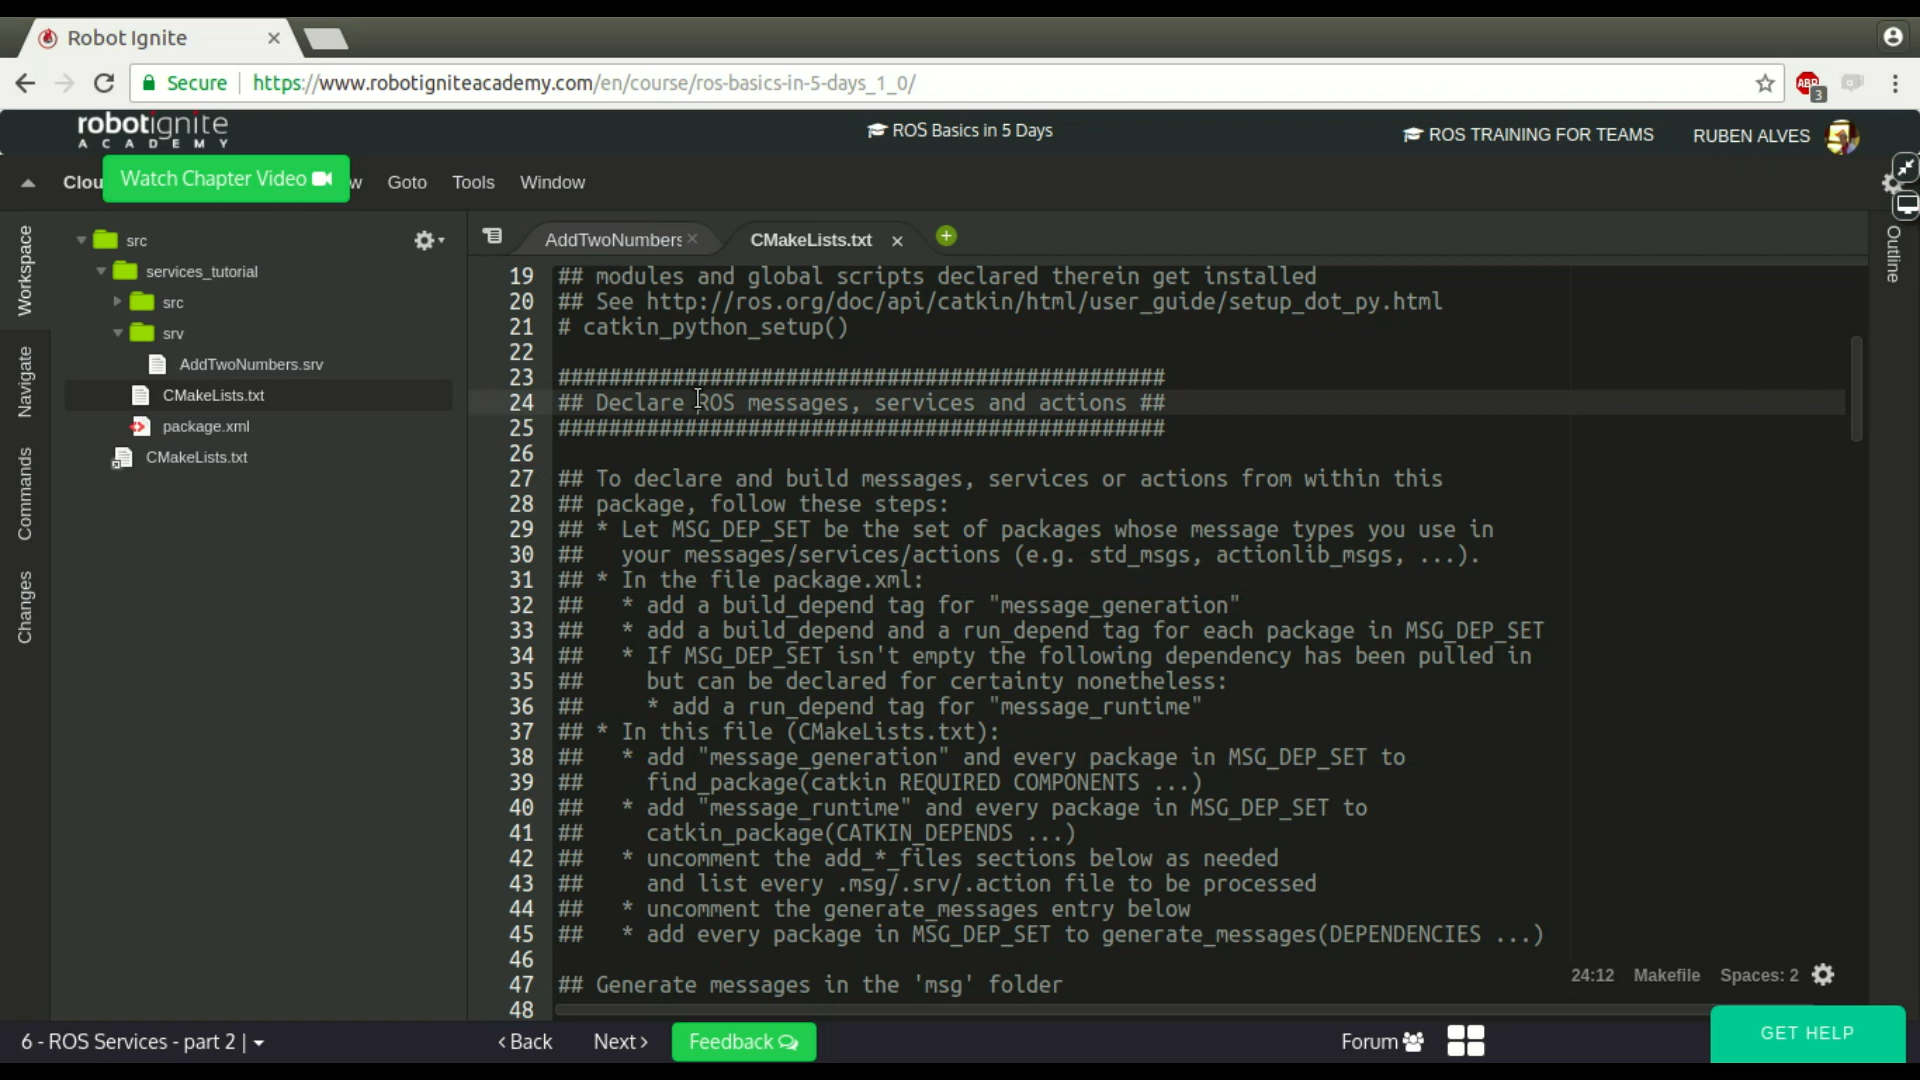 Robot Ignite
Secure
https://www.robotigniteacademy.com/en/course/ros-basics-in-5-days_1_0/
ABP
3
robotignite
ACADEMY
ROS Basics in 5 Days
ROS TRAINING FOR TEAMS
RUBEN ALVES
Clou
Watch Chapter Video
w
Goto
Tools
Window
Workspace
Navigate
Commands
Changes
src
services_tutorial
src
srv
AddTwoNumbers.srv
CMakeLists.txt
package.xml
CMakeLists.txt
AddTwoNumbers
CMakeLists.txt
Outline
19 ## modules and global scripts declared therein get installed
20 ## See http://ros.org/doc/api/catkin/html/user_guide/setup_dot_py.html
21 # catkin_python_setup()
22
23 ################################################
24 ## Declare ROS messages, services and actions ##
25 ################################################
26
27 ## To declare and build messages, services or actions from within this
28 ## package, follow these steps:
29 ## * Let MSG_DEP_SET be the set of packages whose message types you use in
30 ##   your messages/services/actions (e.g. std_msgs, actionlib_msgs, ...).
31 ## * In the file package.xml:
32 ##   * add a build_depend tag for "message_generation"
33 ##   * add a build_depend and a run_depend tag for each package in MSG_DEP_SET
34 ##   * If MSG_DEP_SET isn't empty the following dependency has been pulled in
35 ##     but can be declared for certainty nonetheless:
36 ##     * add a run_depend tag for "message_runtime"
37 ## * In this file (CMakeLists.txt):
38 ##   * add "message_generation" and every package in MSG_DEP_SET to
39 ##     find_package(catkin REQUIRED COMPONENTS ...)
40 ##   * add "message_runtime" and every package in MSG_DEP_SET to
41 ##     catkin_package(CATKIN_DEPENDS ...)
42 ##   * uncomment the add_*_files sections below as needed
43 ##     and list every .msg/.srv/.action file to be processed
44 ##   * uncomment the generate_messages entry below
45 ##   * add every package in MSG_DEP_SET to generate_messages(DEPENDENCIES ...)
46
47 ## Generate messages in the 'msg' folder
48
24:12
Makefile
Spaces: 2
6 - ROS Services - part 2 |
‹ Back
Next ›
Feedback
Forum
GET HELP